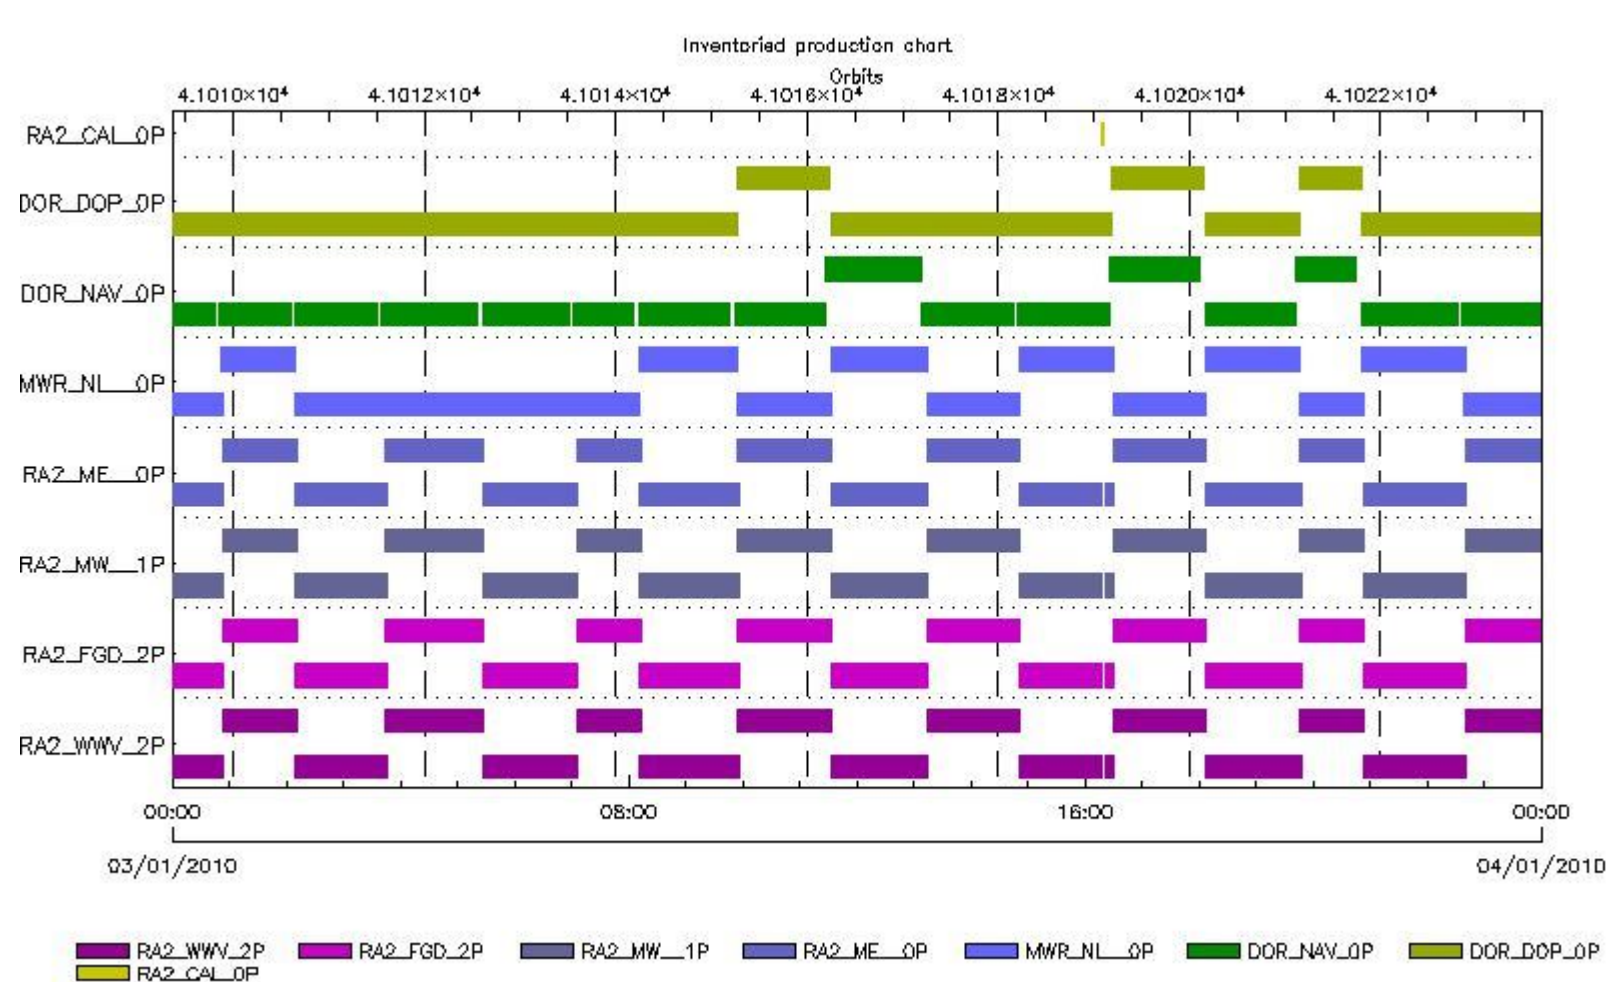 Inventoried production chart
Orbits
4.1010×10⁴ 4.1012×10⁴ 4.1014×10⁴ 4.1016×10⁴ 4.1018×10⁴ 4.1020×10⁴ 4.1022×10⁴
RA2_CAL_0P
DOR_DOP_0P
DOR_NAV_0P
MWR_NL__0P
RA2_ME__0P
RA2_MW__1P
RA2_FGD_2P
RA2_WWV_2P
00:00 08:00 16:00 00:00
03/01/2010 04/01/2010
RA2_WWV_2P RA2_FGD_2P RA2_MW__1P RA2_ME__0P MWR_NL__0P DOR_NAV_0P DOR_DOP_0P
RA2_CAL_0P